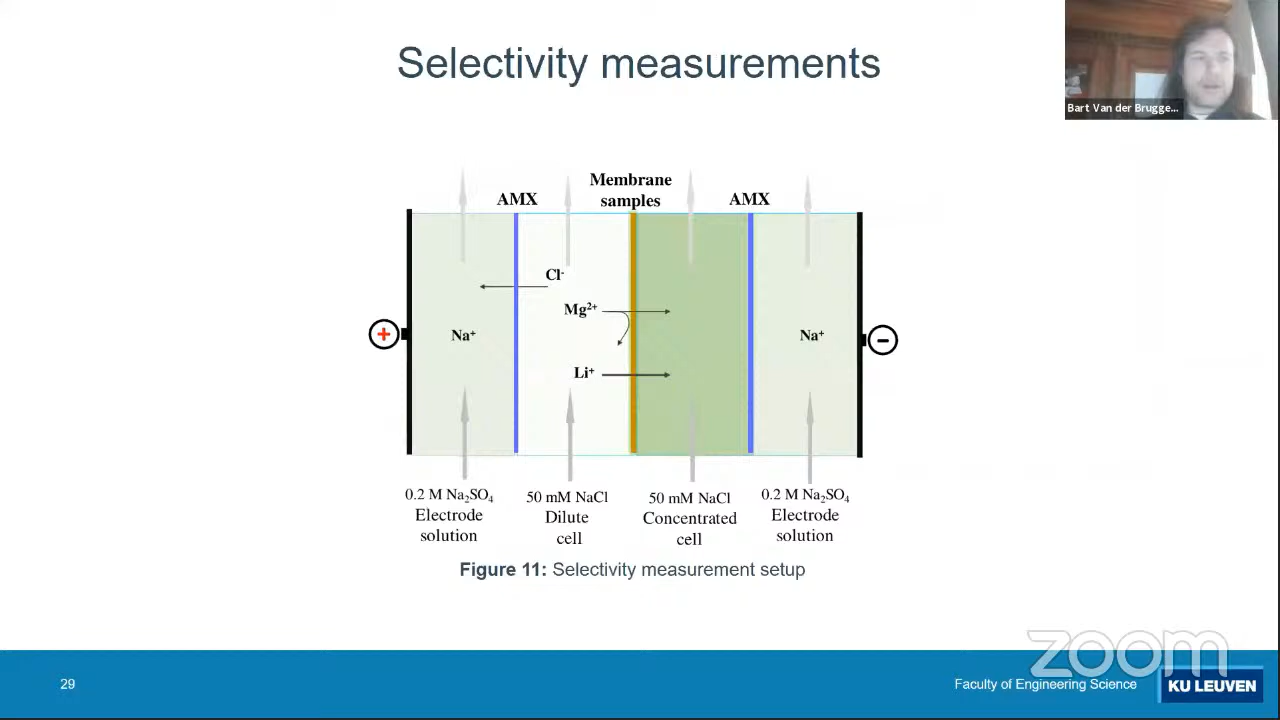 Selectivity measurements
Bart Van der Brugge...
Membrane
samples
AMX
AMX
Cl-
Mg2+
Na+
Na+
Li+
+
−
0.2 M Na2SO4
Electrode
solution
50 mM NaCl
Dilute
cell
50 mM NaCl
Concentrated
cell
0.2 M Na2SO4
Electrode
solution
Figure 11: Selectivity measurement setup
zoom
29
Faculty of Engineering Science
KU LEUVEN